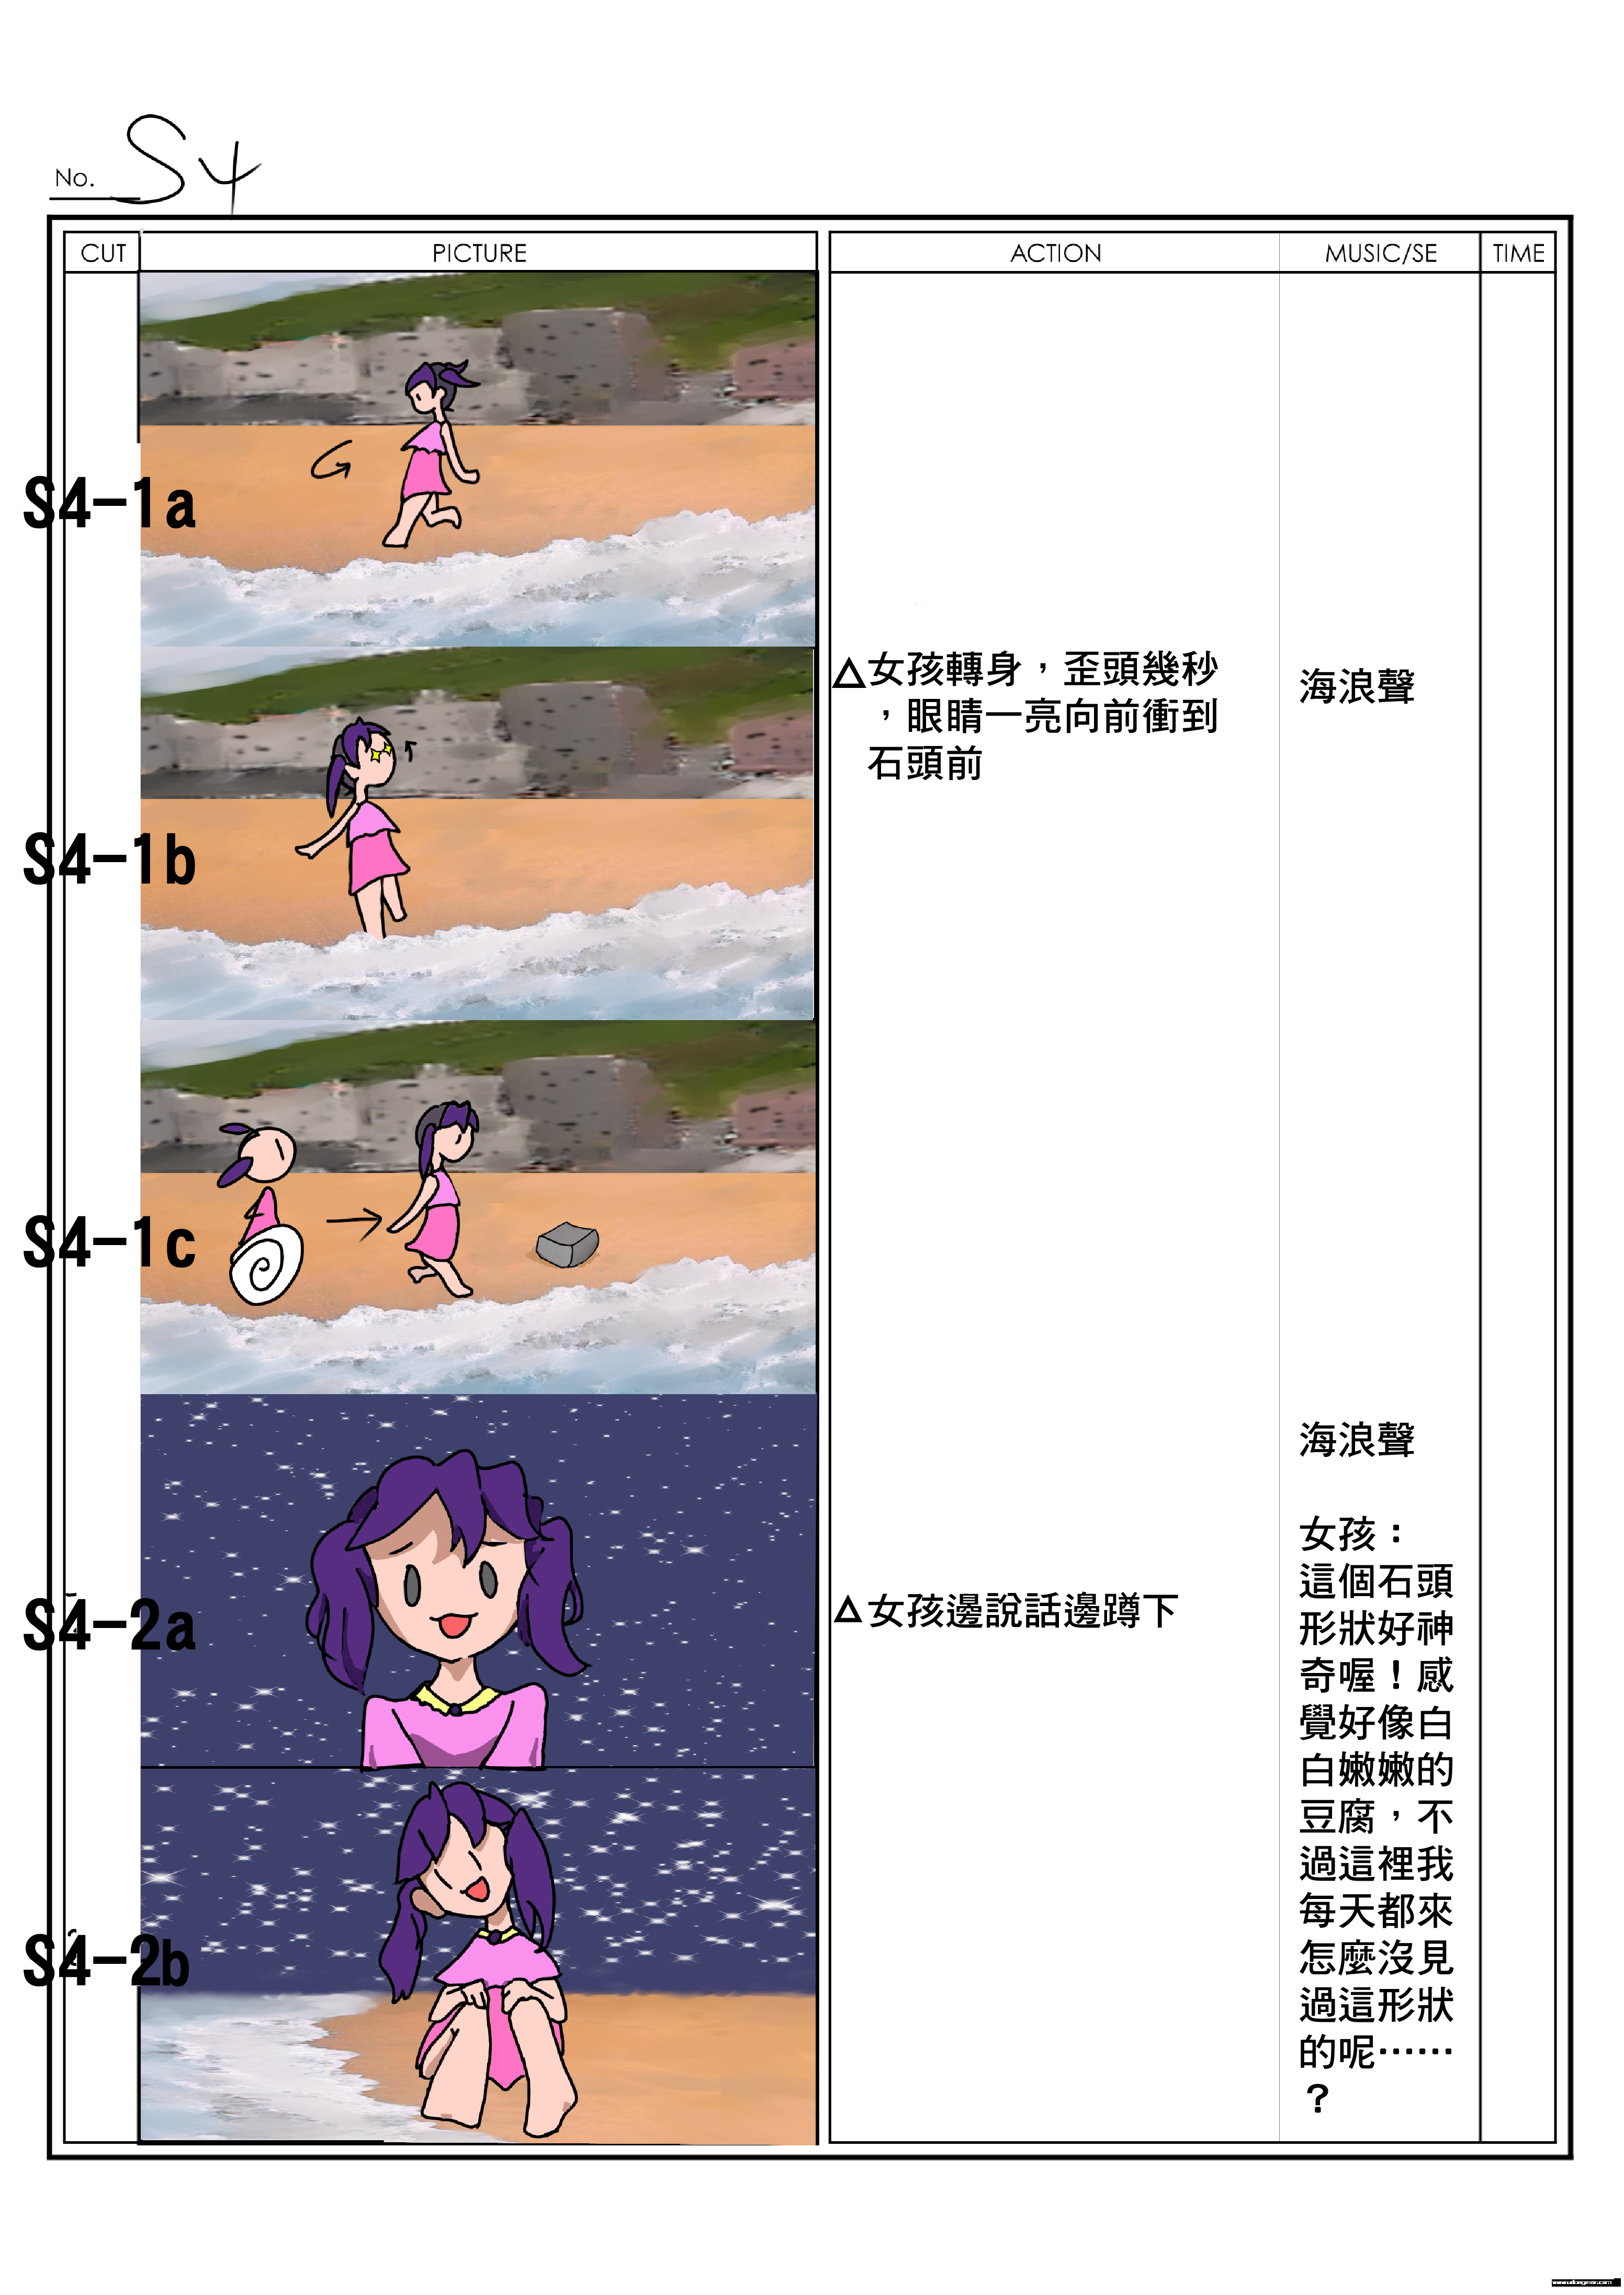 No. S4
CUT
PICTURE
ACTION
MUSIC/SE
TIME
S4-1a
S4-1b
△女孩轉身，歪頭幾秒
，眼睛一亮向前衝到
石頭前
海浪聲
S4-1c
S4-2a
△女孩邊說話邊蹲下
海浪聲
女孩：
這個石頭
形狀好神
奇喔！感
覺好像白
白嫩嫩的
豆腐，不
過這裡我
每天都來
怎麼沒見
過這形狀
的呢⋯⋯
？
S4-2b